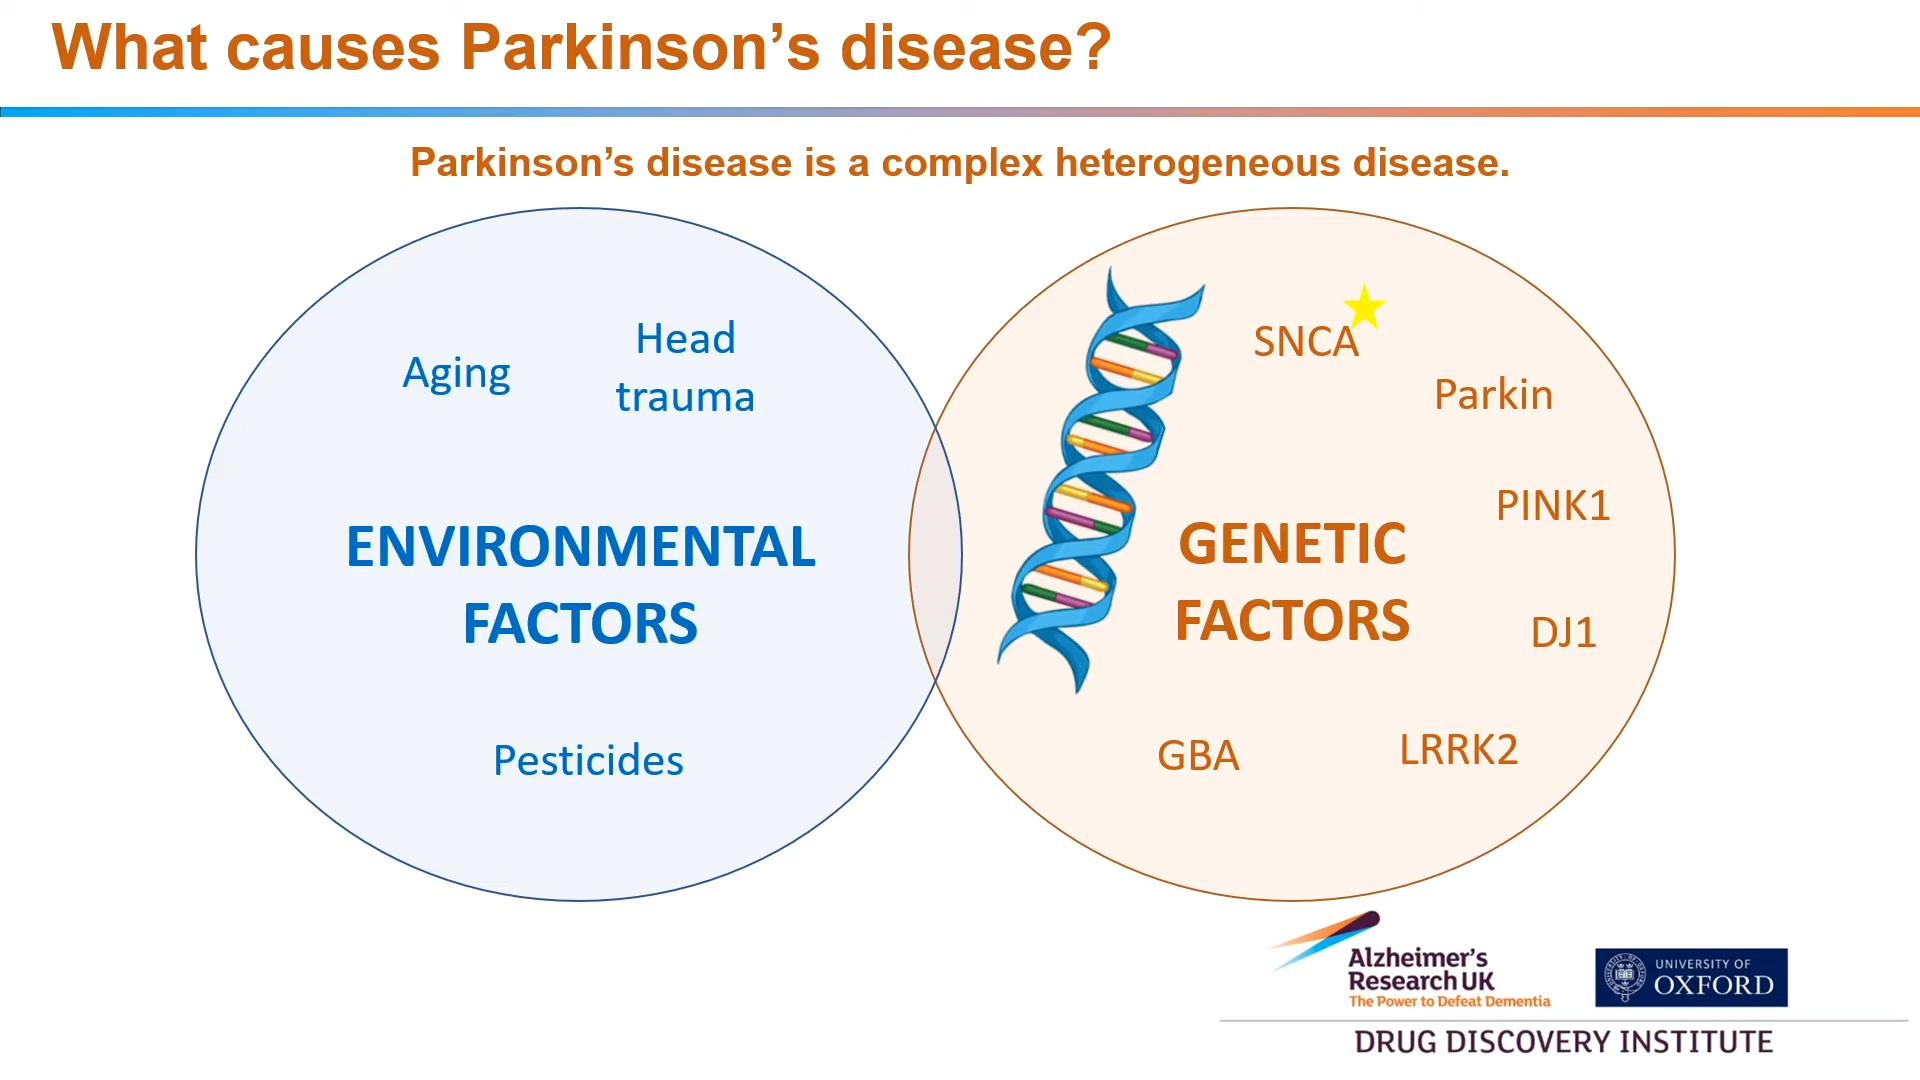 What causes Parkinson’s disease?
Parkinson’s disease is a complex heterogeneous disease.
Aging
Head
trauma
ENVIRONMENTAL
FACTORS
Pesticides
SNCA
Parkin
PINK1
GENETIC
FACTORS
DJ1
GBA
LRRK2
Alzheimer's
Research UK
The Power to Defeat Dementia
UNIVERSITY OF
OXFORD
DRUG DISCOVERY INSTITUTE